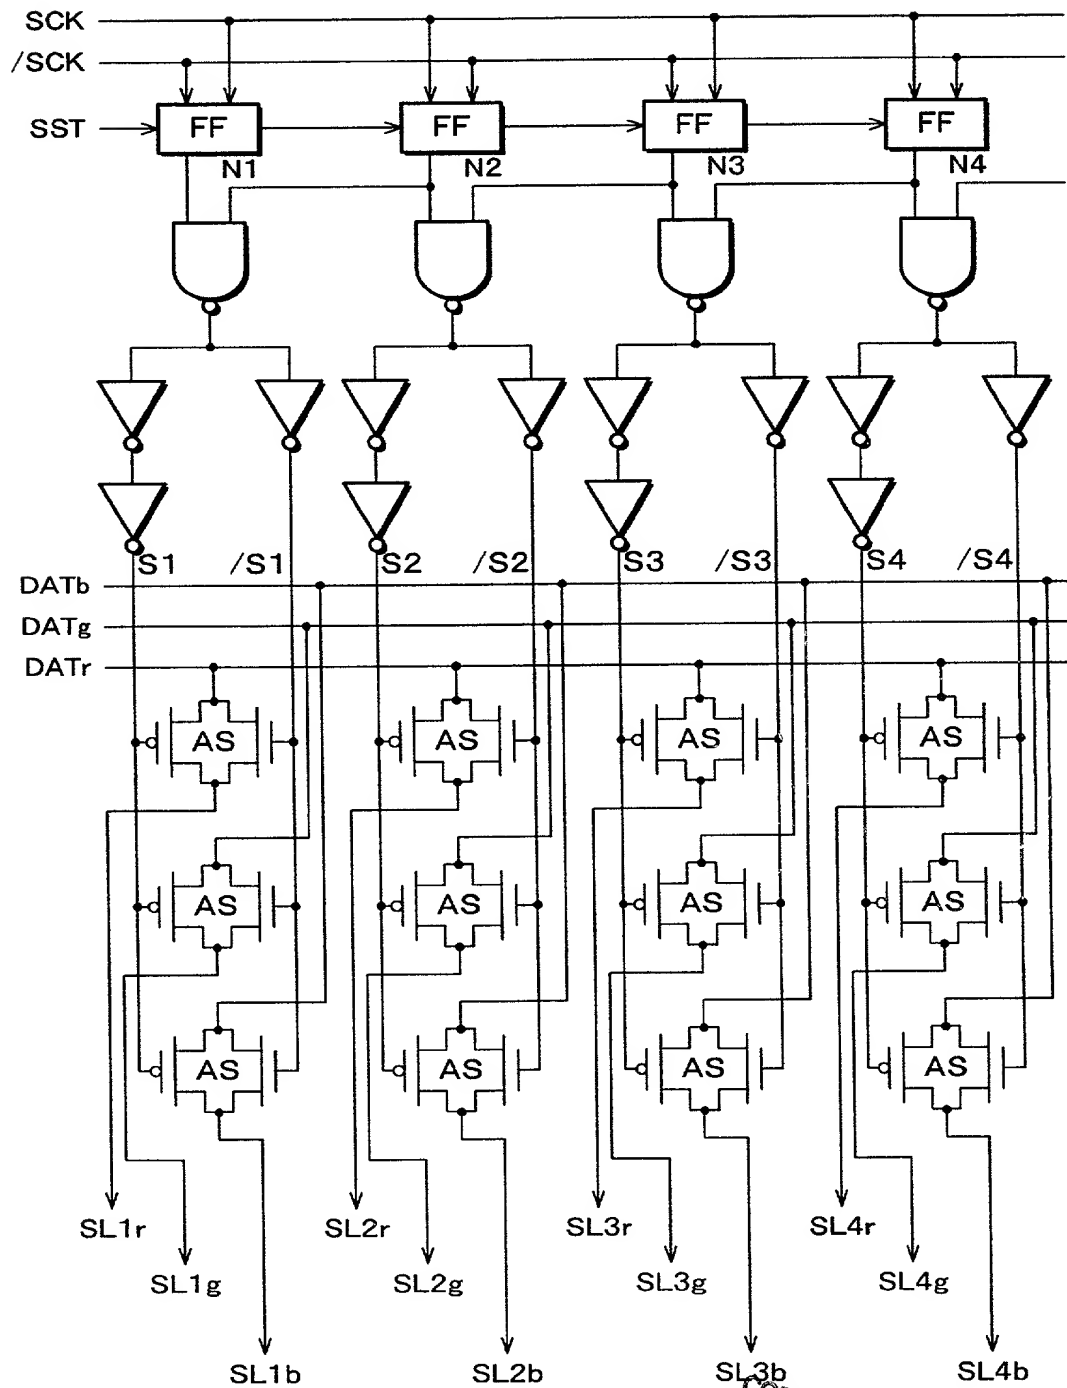 SCK
/SCK
SST
FF FF FF FF
N1 N2 N3 N4
S1 /S1 S2 /S2 S3 /S3 S4 /S4
DATb
DATg
DATr
AS AS AS AS
AS AS AS AS
AS AS AS AS
SL1r SL2r SL3r SL4r
SL1g SL2g SL3g SL4g
SL1b SL2b SL3b SL4b